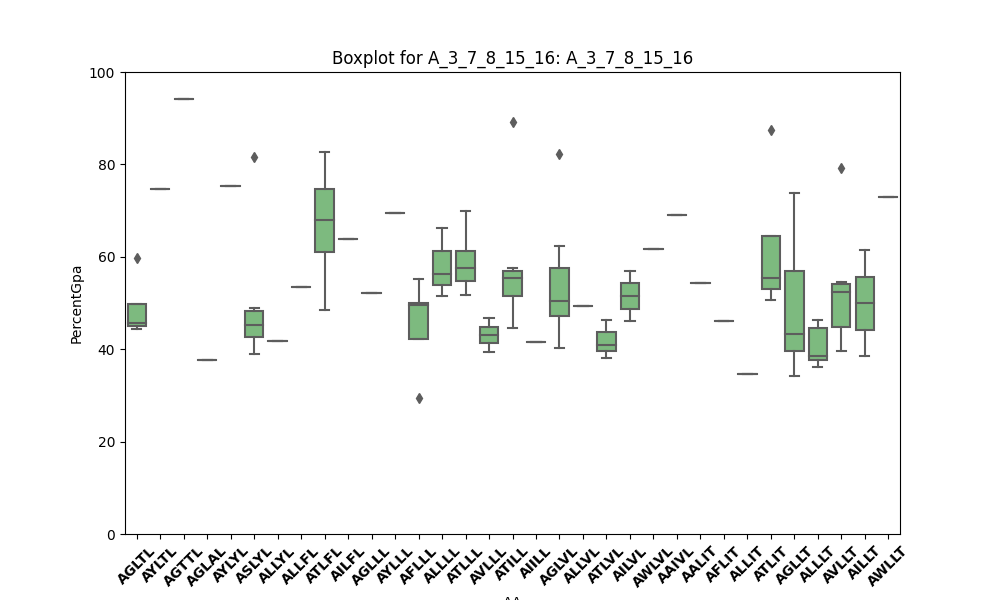 Boxplot for A_3_7_8_15_16: A_3_7_8_15_16
100
80
60
40
20
0
PercentGpa
AGLTL
AYLTL
AGTTL
AGLAL
AYLYL
ASLYL
ALLYL
ALLFL
ATLFL
AILFL
AGLLL
AYLLL
AFLLL
ALLLL
ATLLL
AVLLL
ATILL
AIILL
AGLVL
ALLVL
ATLVL
AILVL
AWLVL
AAIVL
AALIT
AFLIT
ALLIT
ATLIT
AGLLT
ALLLT
AVLLT
AILLT
AWLLT